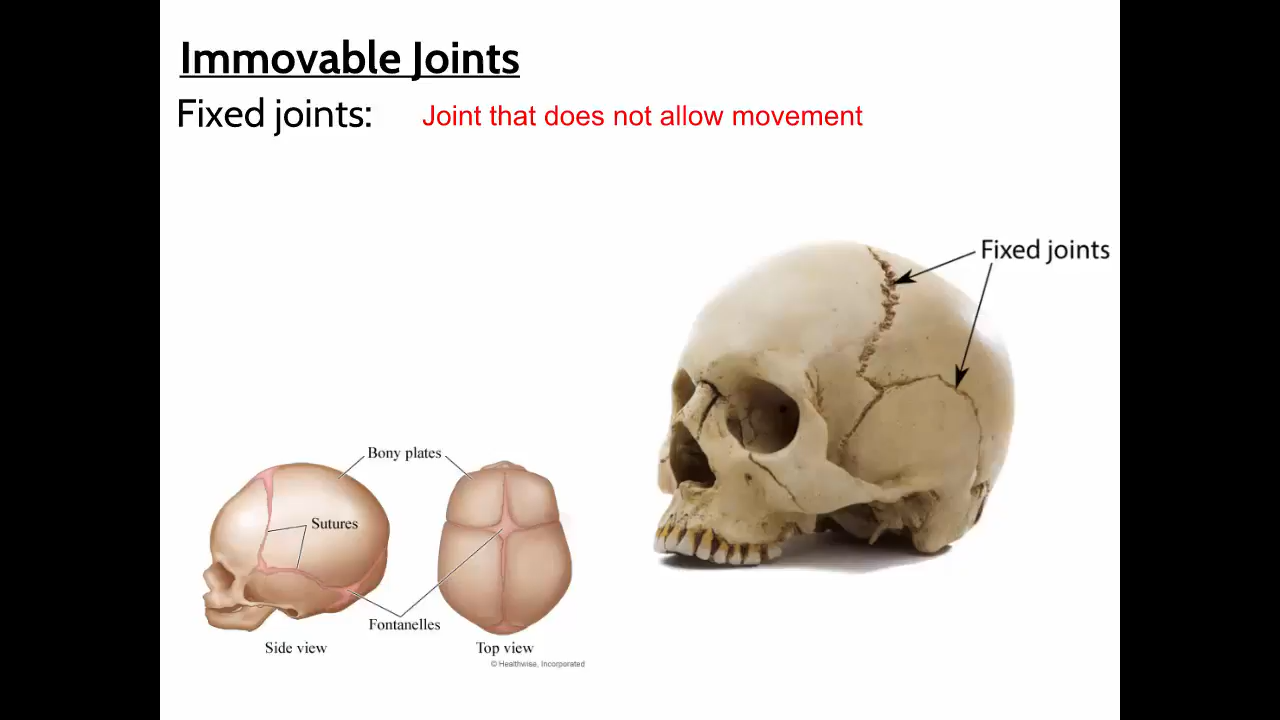 Immovable Joints
Fixed joints: Joint that does not allow movement
Fixed joints
Bony plates
Sutures
Fontanelles
Side view
Top view
© Healthwise, Incorporated